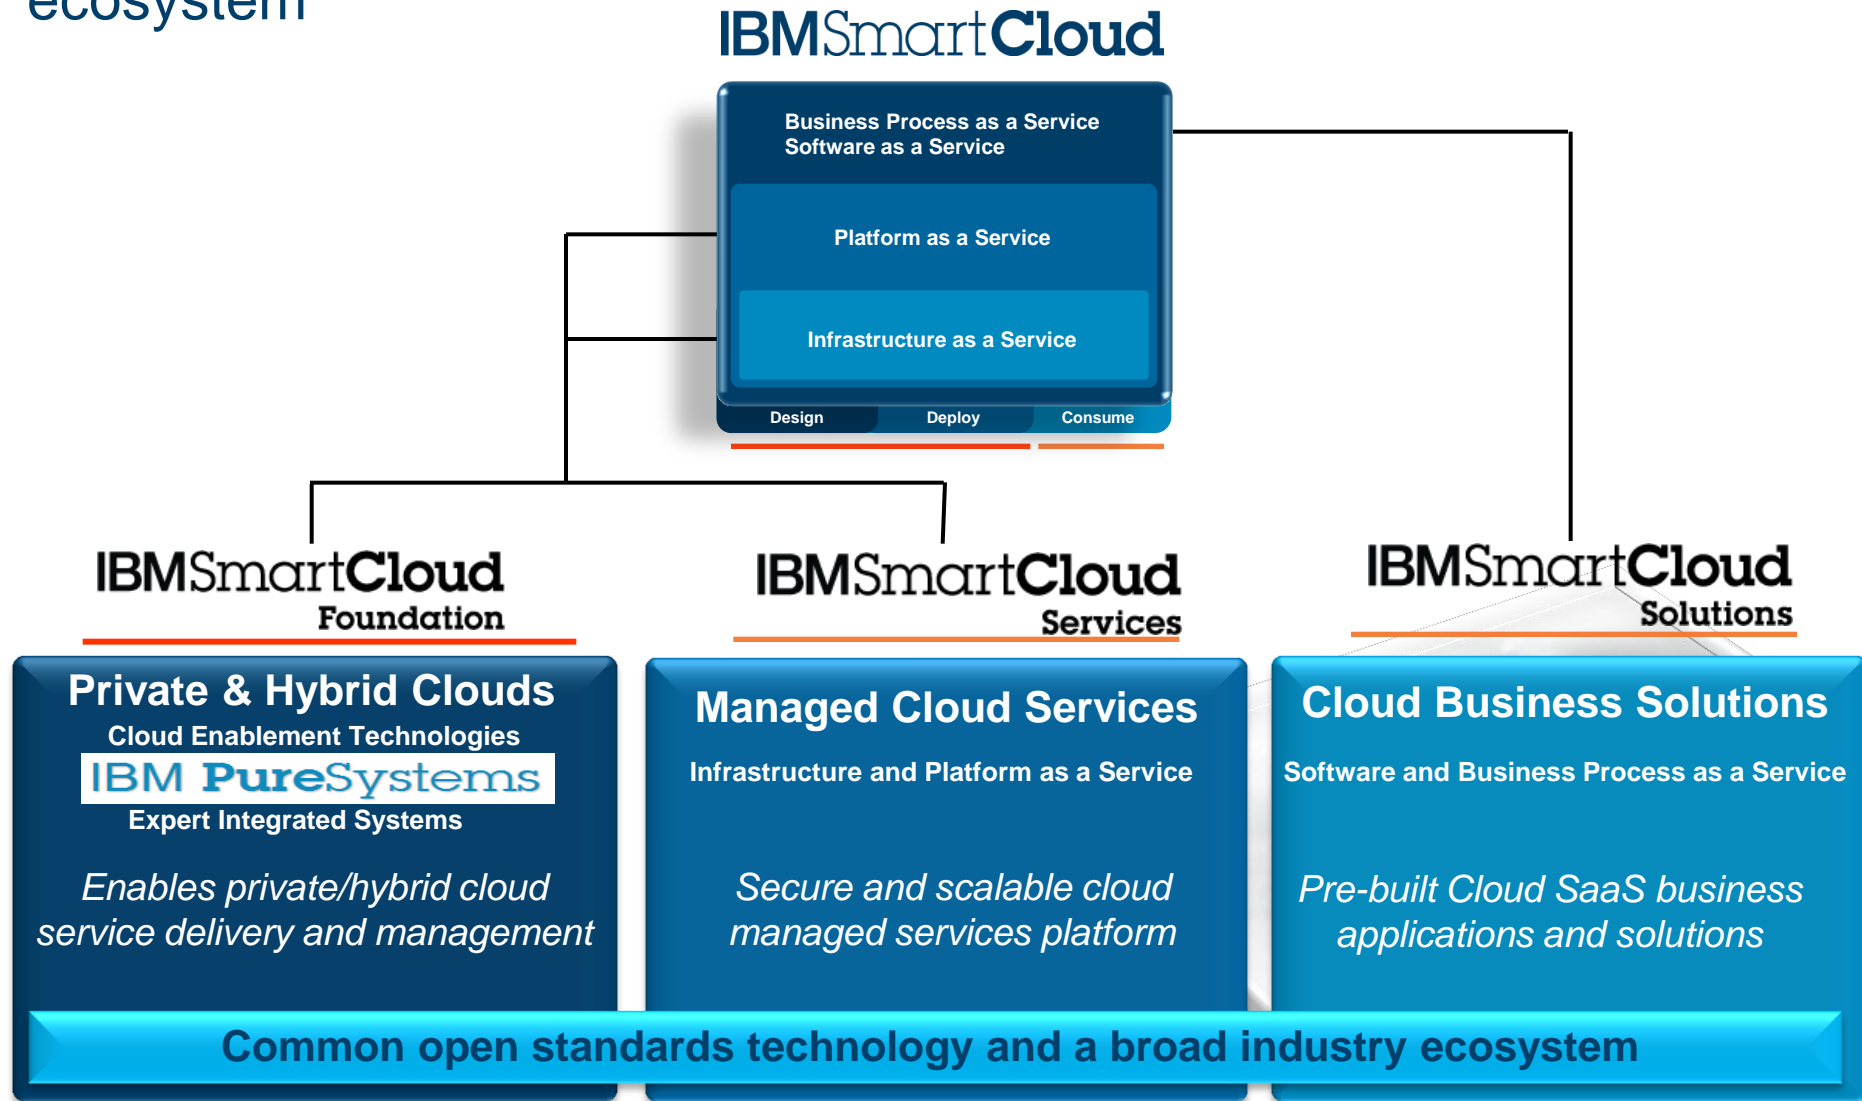 ecosystem
IBMSmartCloud
Business Process as a Service
Software as a Service
Platform as a Service
Infrastructure as a Service
Design Deploy Consume
IBMSmartCloud
Foundation
IBMSmartCloud
Services
IBMSmartCloud
Solutions
Private & Hybrid Clouds
Cloud Enablement Technologies
IBM PureSystems
Expert Integrated Systems
Enables private/hybrid cloud
service delivery and management
Managed Cloud Services
Infrastructure and Platform as a Service
Secure and scalable cloud
managed services platform
Cloud Business Solutions
Software and Business Process as a Service
Pre-built Cloud SaaS business
applications and solutions
Common open standards technology and a broad industry ecosystem